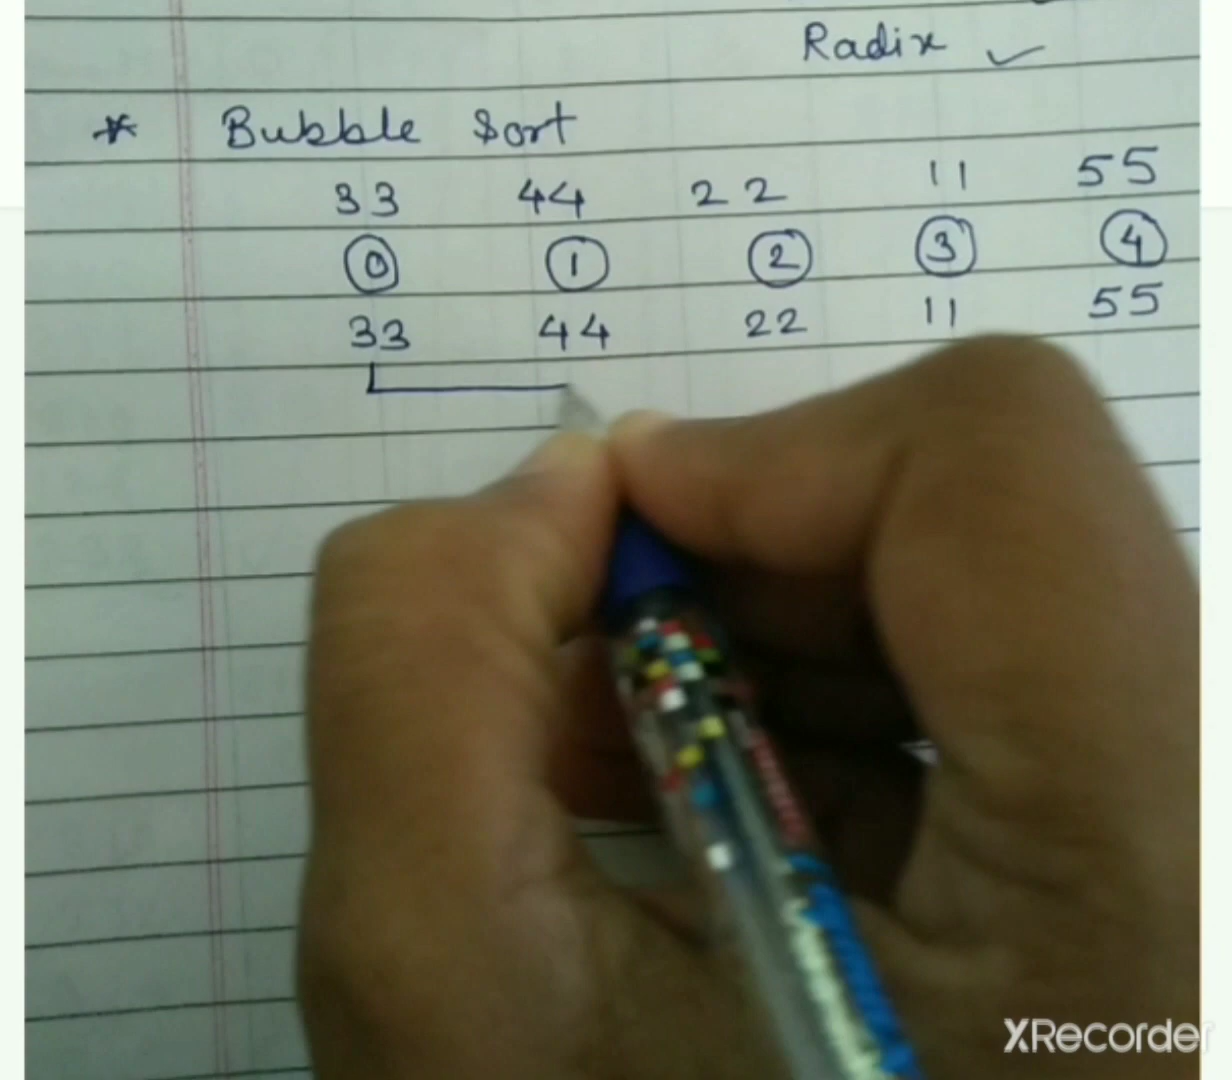 Radix ✓
* Bubble Sort
33 44 22 11 55
0 1 2 3 4
33 44 22 11 55
XRecorder